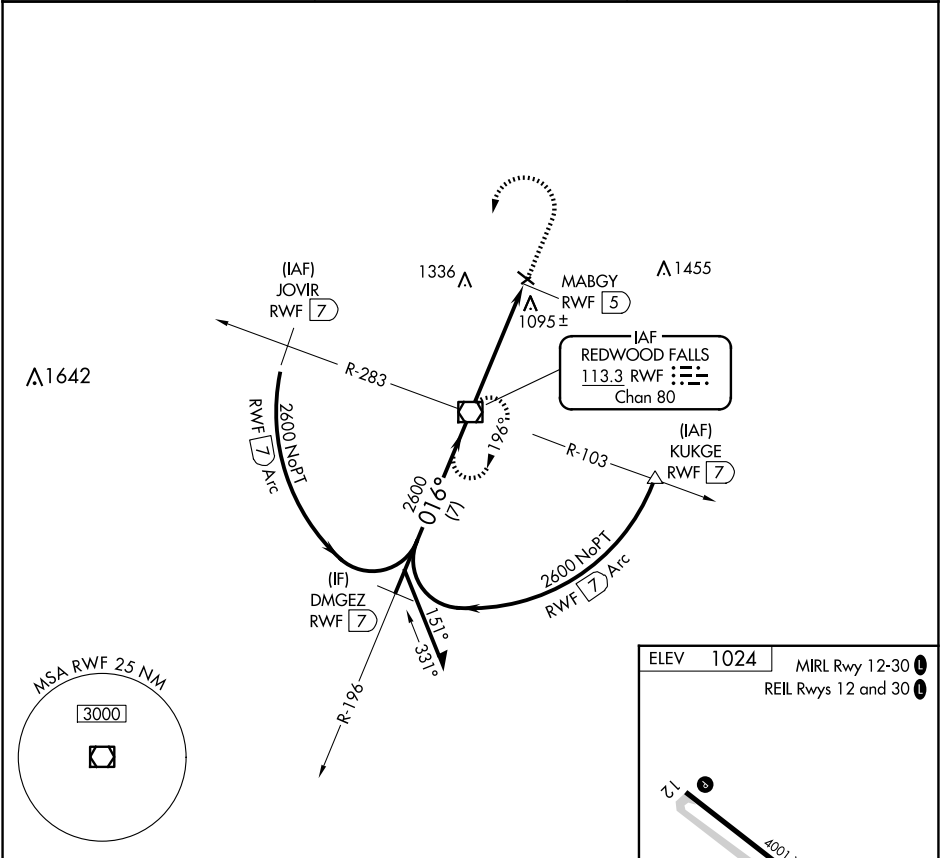 (IAF)
JOVIR
RWF 7
1336
MABGY
RWF 5
1455
1095 ±
IAF
REDWOOD FALLS
113.3 RWF
Chan 80
1642
R-283
2600 NoPT
RWF 7 Arc
196°
R-103
(IAF)
KUKGE
RWF 7
2600
016°
(7)
2600 NoPT
RWF 7 Arc
(IF)
DMGEZ
RWF 7
151°
331°
R-196
MSA RWF 25 NM
3000
ELEV 1024
MIRL Rwy 12-30 L
REIL Rwys 12 and 30 L
12
P
4001